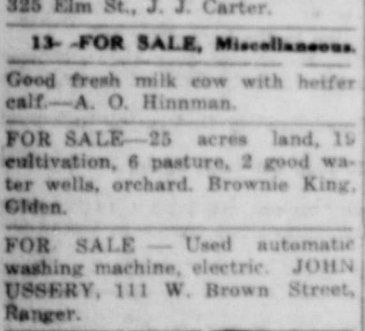 325 Elm St., J. J. Carter.
13- -FOR SALE, Miscellaneous.
Good fresh milk cow with heifer
calf.—A. O. Hinnman.
FOR SALE—25 acres land, 19
cultivation, 6 pasture, 2 good wa-
ter wells, orchard. Brownie King,
Olden.
FOR SALE — Used automatic
washing machine, electric. JOHN
USSERY, 111 W. Brown Street,
Ranger.